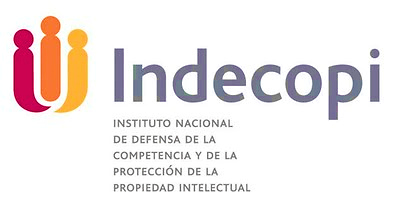 Indecopi
INSTITUTO NACIONAL
DE DEFENSA DE LA
COMPETENCIA Y DE LA
PROTECCIÓN DE LA
PROPIEDAD INTELECTUAL